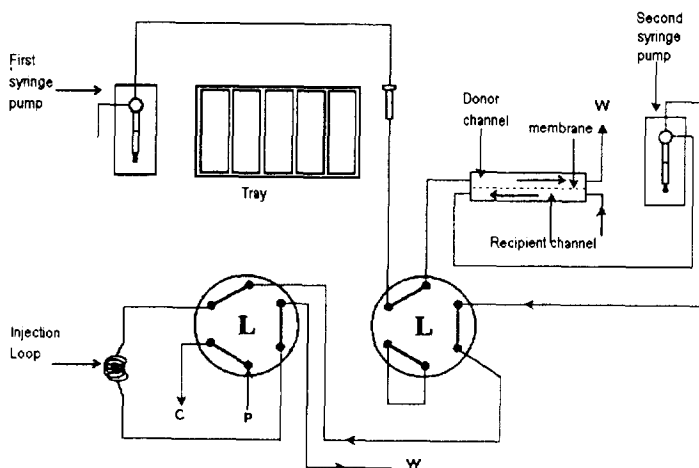 First
syringe
pump
Tray
Donor
channel
membrane
W
Second
syringe
pump
Recipient channel
L
L
Injection
Loop
C
P
W